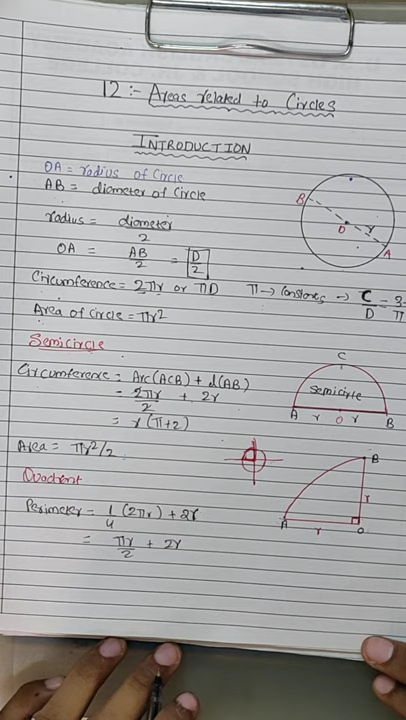 12:- Areas related to Circles
INTRODUCTION
OA = radius of Circle
AB = diameter of Circle
radius = diameter
2
OA = AB = D
2 2
Circumference = 2πr or πD π → Constant → C =
D
Area of Circle = πr²
B
O
r
A
Semicircle
C
Circumference = Arc(ACB) + d(AB)
= 2πr + 2r
2
= r(π+2)
Semicircle
A r O r B
Area = πr²/2
Quadrent
B
r
A
r
O
Perimeter = 1 (2πr) + 2r
4
= πr + 2r
2